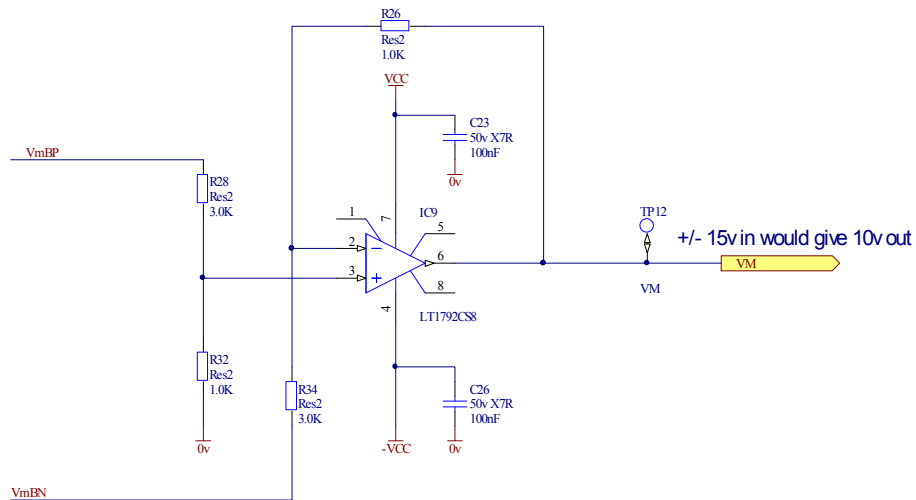 R26
Res2
1.0K
VCC
C23
50v X7R
100nF
0v
VmBP
R28
Res2
3.0K
1
7
IC9
5
TP12
+/- 15v in would give 10v out
2
6
VM
3
8
VM
4
LT1792CS8
R32
Res2
1.0K
R34
Res2
3.0K
C26
50v X7R
100nF
0v
-VCC
0v
VmBN